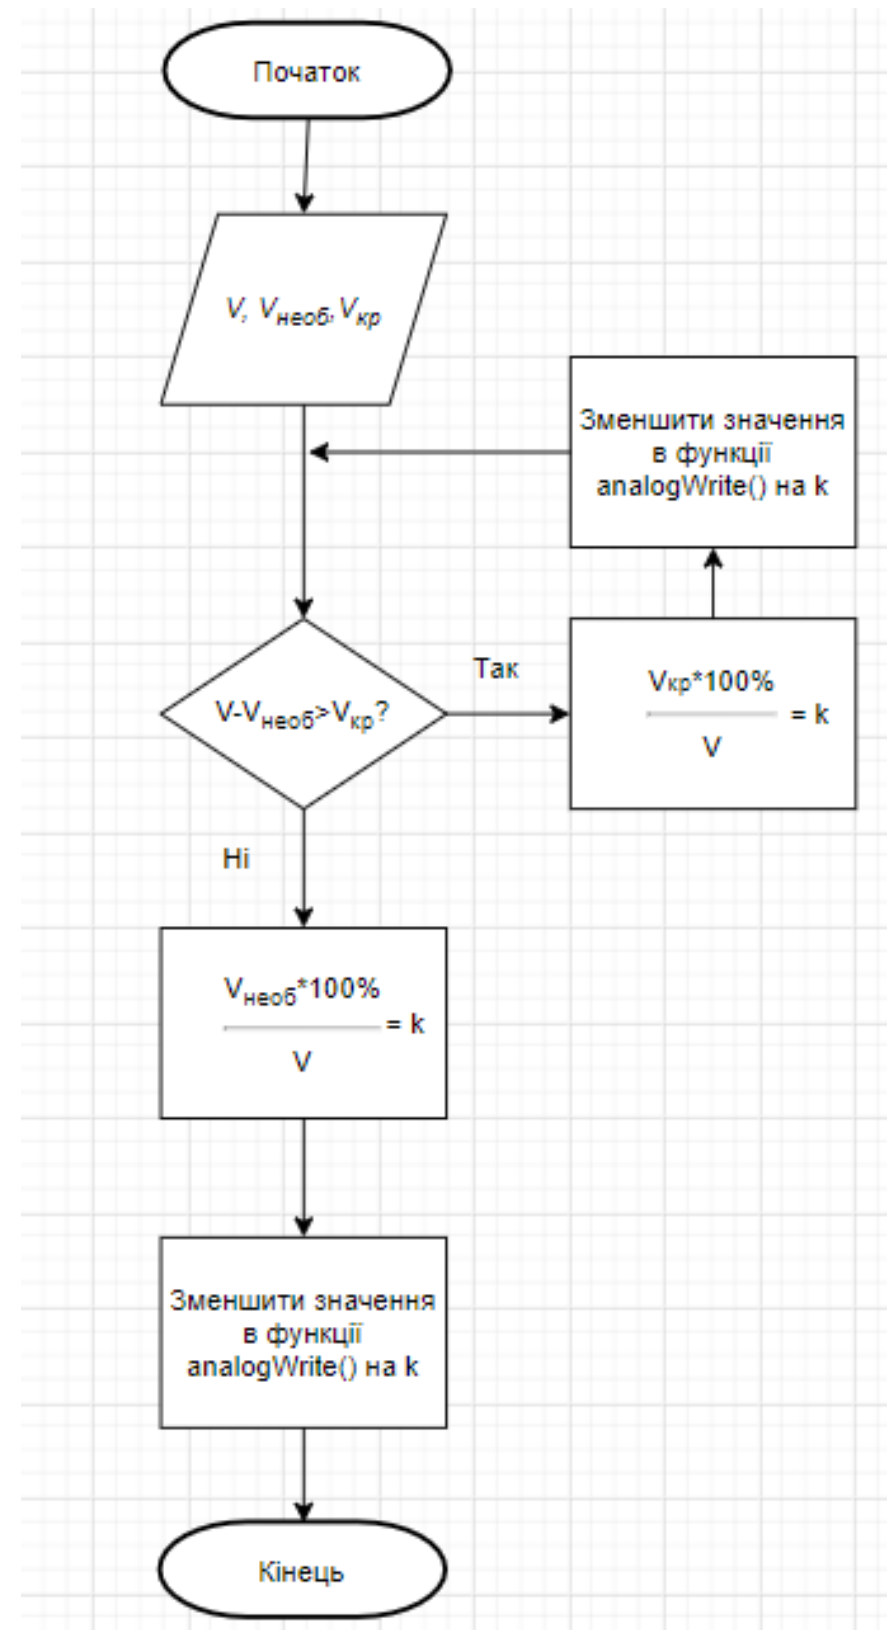 Початок
V, Vнеоб, Vкр
Зменшити значення
в функції
analogWrite() на k
Так
V-Vнеоб>Vкр?
Vкр*100%
= k
V
Ні
Vнеоб*100%
= k
V
Зменшити значення
в функції
analogWrite() на k
Кінець